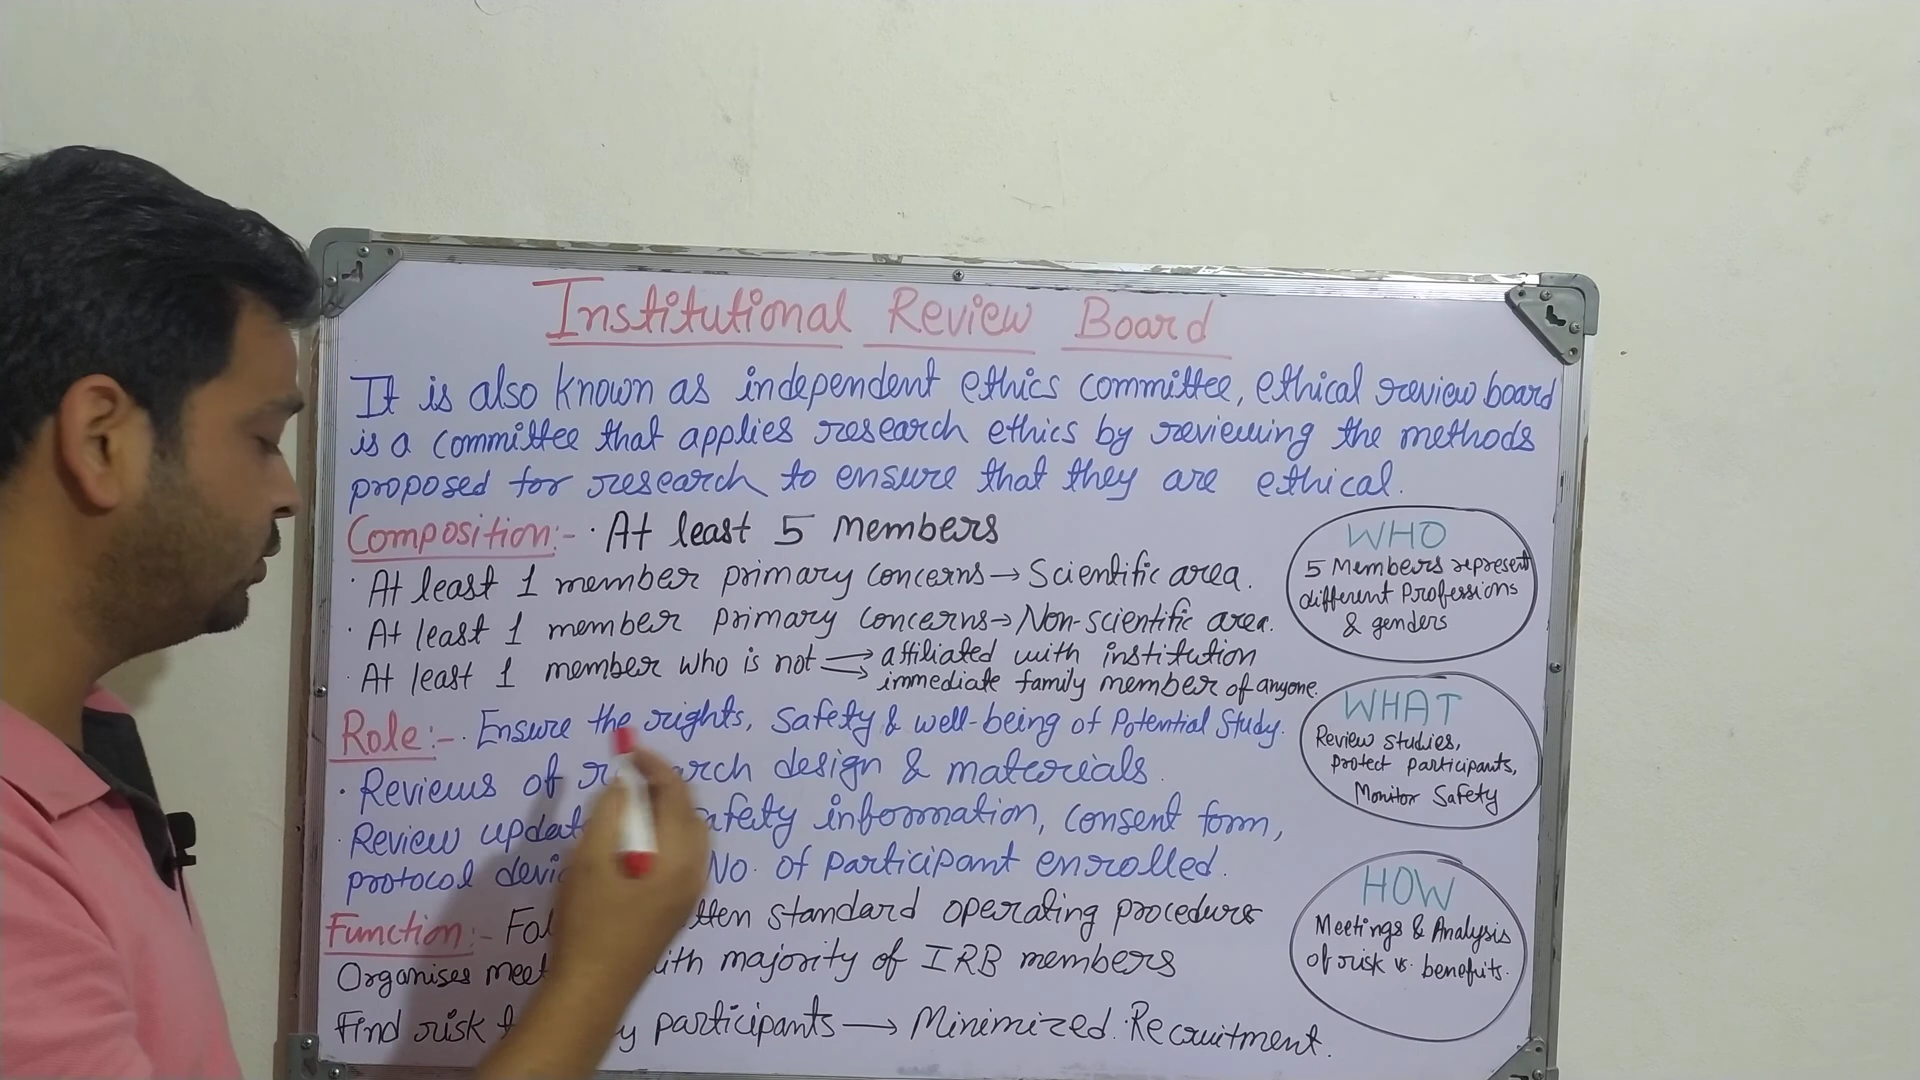 Institutional Review Board
It is also known as independent ethics committee, ethical review board
is a committee that applies research ethics by reviewing the methods
proposed for research to ensure that they are ethical.
Composition:- · At least 5 Members
· At least 1 member primary concerns → Scientific area.
· At least 1 member primary concerns → Non-scientific area.
· At least 1 member who is not → affiliated with institution
→ immediate family member of anyone.
Role:- · Ensure the rights, safety & well-being of Potential Study.
· Reviews of research design & materials.
· Review safety information, consent form,
protocol No. of participant enrolled.
Function:- standard operating procedures
Organises with majority of IRB members
Find risk participants → Minimized. Recruitment.
WHO
5 Members represent
different Professions
& genders
WHAT
Review studies,
protect participants,
Monitor Safety
HOW
Meetings & Analysis
of risk vs. benefits.